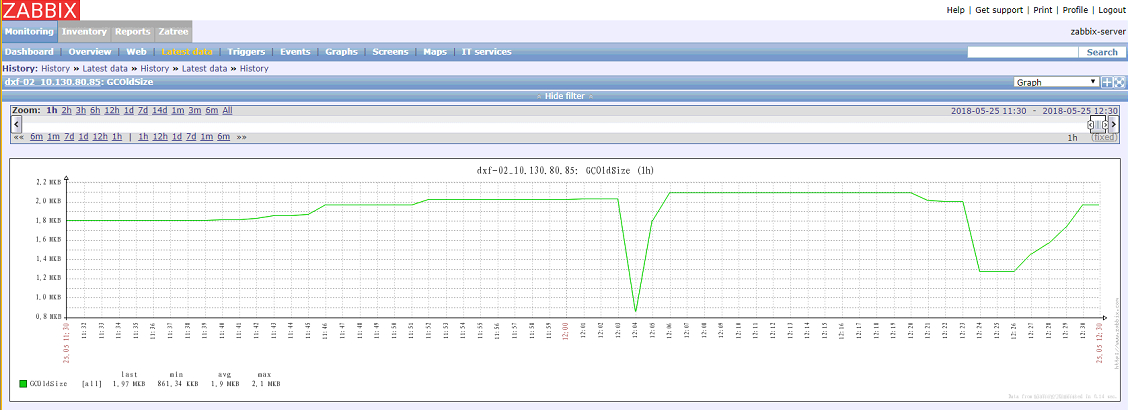 ZABBIX
Help | Get support | Print | Profile | Logout
Monitoring Inventory Reports Zatree
zabbix-server
Dashboard | Overview | Web | Latest data | Triggers | Events | Graphs | Screens | Maps | IT services
Search
History: History » Latest data » History » Latest data » History
dxf-02_10.130.80.85: GCOldSize
Graph
Hide filter
Zoom: 1h 2h 3h 6h 12h 1d 7d 14d 1m 3m 6m All
2018-05-25 11:30 - 2018-05-25 12:30
«« 6m 1m 7d 1d 12h 1h | 1h 12h 1d 7d 1m 6m »»
1h (fixed)
dxf-02_10.130.80.85: GCOldSize (1h)
2,2 MKB
2,0 MKB
1,8 MKB
1,6 MKB
1,4 MKB
1,2 MKB
1,0 MKB
0,8 MKB
25.05 11:30
11:32
11:33
11:34
11:35
11:36
11:37
11:38
11:39
11:40
11:41
11:42
11:43
11:44
11:45
11:46
11:47
11:48
11:49
11:50
11:51
11:52
11:53
11:54
11:55
11:56
11:57
11:58
11:59
12:00
12:01
12:02
12:03
12:04
12:05
12:06
12:07
12:08
12:09
12:10
12:11
12:12
12:13
12:14
12:15
12:16
12:17
12:18
12:19
12:20
12:21
12:22
12:23
12:24
12:25
12:26
12:27
12:28
12:29
12:30
25.05 12:30
http://www.zabbix.com
last min avg max
GCOldSize [all] 1,97 MKB 861,34 KKB 1,9 MKB 2,1 MKB